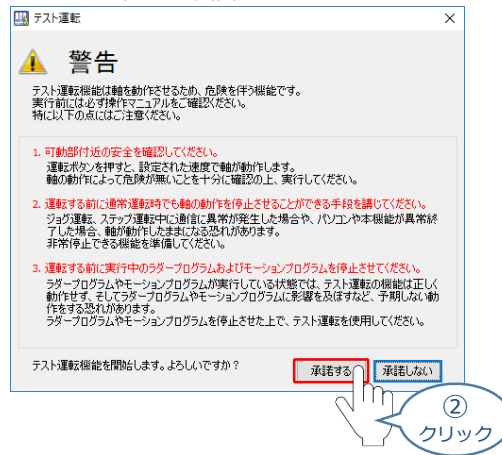 テスト運転
警告
テスト運転機能は軸を動作させるため、危険を伴う機能です。
実行前には必ず操作マニュアルをご確認ください。
特に以下の点にはご注意ください。
1. 可動部付近の安全を確認してください。
運転ボタンを押すと、設定された速度で軸が動作します。
軸の動作によって危険が無いことを十分に確認の上、実行してください。
2. 運転する前に通常運転時でも軸の動作を停止させることができる手段を講じてください。
ジョグ運転、ステップ運転中に通信に異常が発生した場合や、パソコンや本機能が異常終
了した場合、軸が動作したままになる恐れがあります。
非常停止できる機能を準備してください。
3. 運転する前に実行中のラダープログラムおよびモーションプログラムを停止させてください。
ラダープログラムやモーションプログラムが実行している状態では、テスト運転の機能は正しく
動作せず、そしてラダープログラムやモーションプログラムに影響を及ぼすなど、予期しない動
作をする恐れがあります。
ラダープログラムやモーションプログラムを停止させた上で、テスト運転を使用してください。
テスト運転機能を開始します。よろしいですか?
承諾する
承諾しない
②
クリック